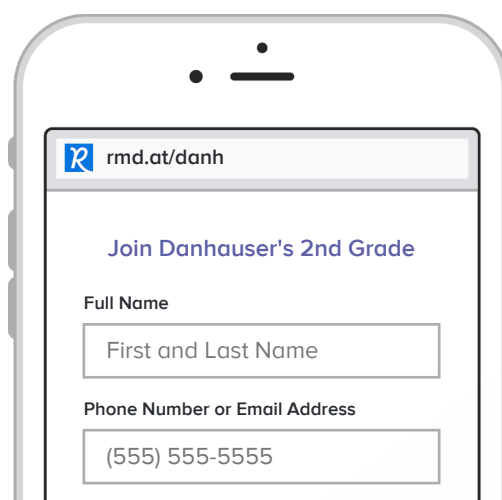 rmd.at/danh
Join Danhauser's 2nd Grade
Full Name
First and Last Name
Phone Number or Email Address
(555) 555-5555